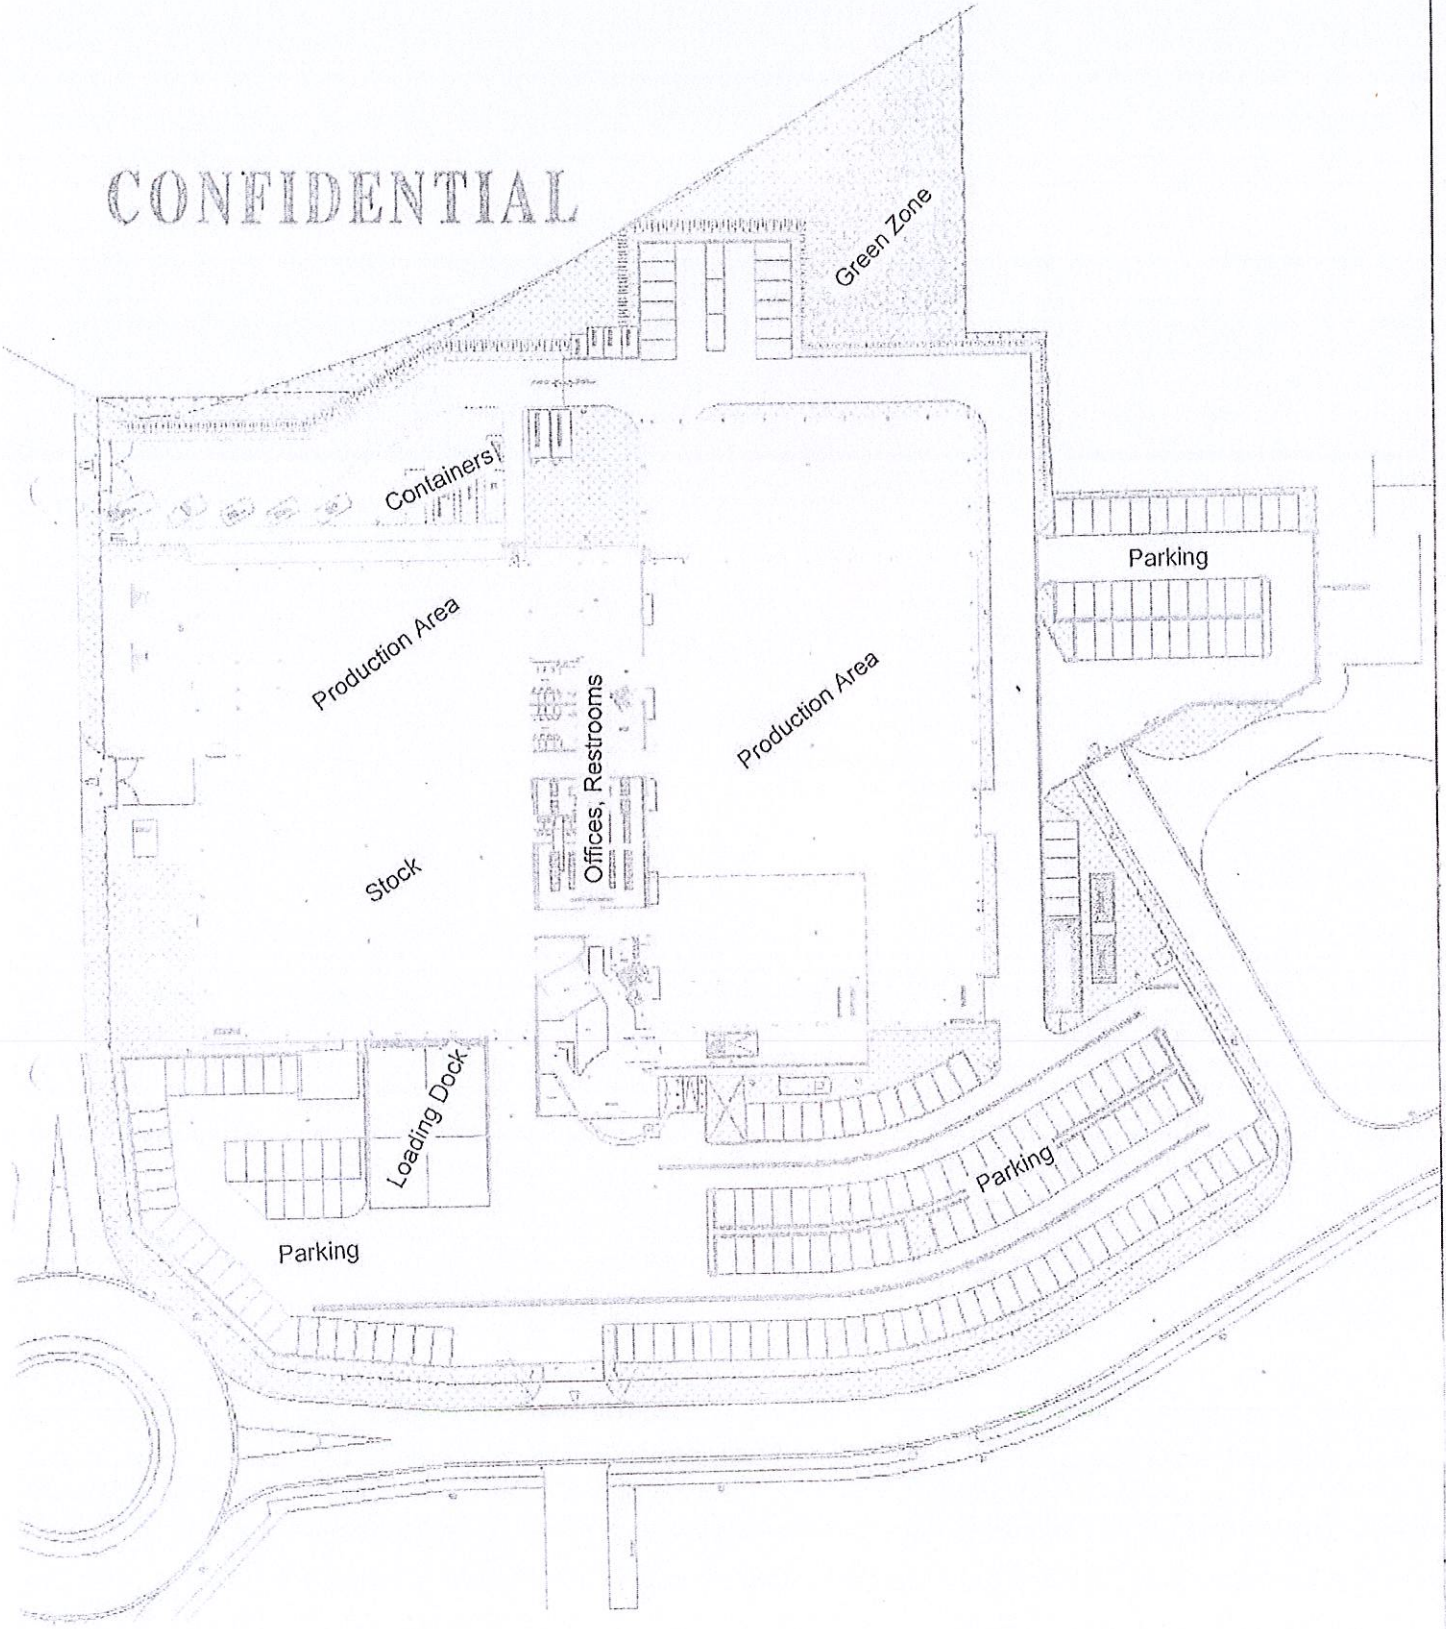 CONFIDENTIAL
Green Zone
Containers
Parking
Production Area
Production Area
Offices, Restrooms
Stock
Loading Dock
Parking
Parking